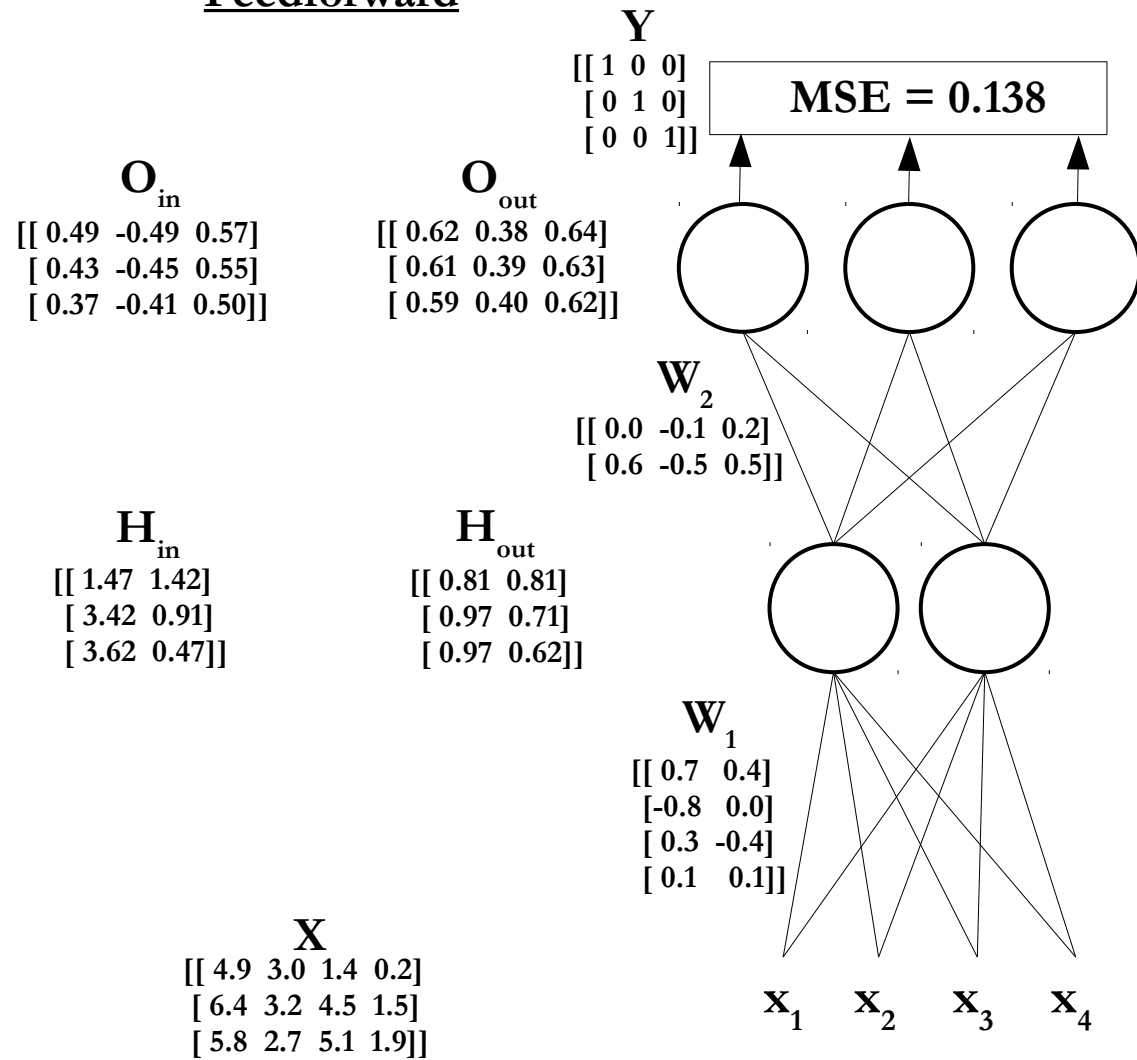 Feedforward
Y
[[ 1 0 0]
[ 0 1 0]
[ 0 0 1]]
MSE = 0.138
O_in
[[ 0.49 -0.49 0.57]
[ 0.43 -0.45 0.55]
[ 0.37 -0.41 0.50]]
O_out
[[ 0.62 0.38 0.64]
[ 0.61 0.39 0.63]
[ 0.59 0.40 0.62]]
W_2
[[ 0.0 -0.1 0.2]
[ 0.6 -0.5 0.5]]
H_in
[[ 1.47 1.42]
[ 3.42 0.91]
[ 3.62 0.47]]
H_out
[[ 0.81 0.81]
[ 0.97 0.71]
[ 0.97 0.62]]
W_1
[[ 0.7 0.4]
[-0.8 0.0]
[ 0.3 -0.4]
[ 0.1 0.1]]
X
[[ 4.9 3.0 1.4 0.2]
[ 6.4 3.2 4.5 1.5]
[ 5.8 2.7 5.1 1.9]]
x_1 x_2 x_3 x_4